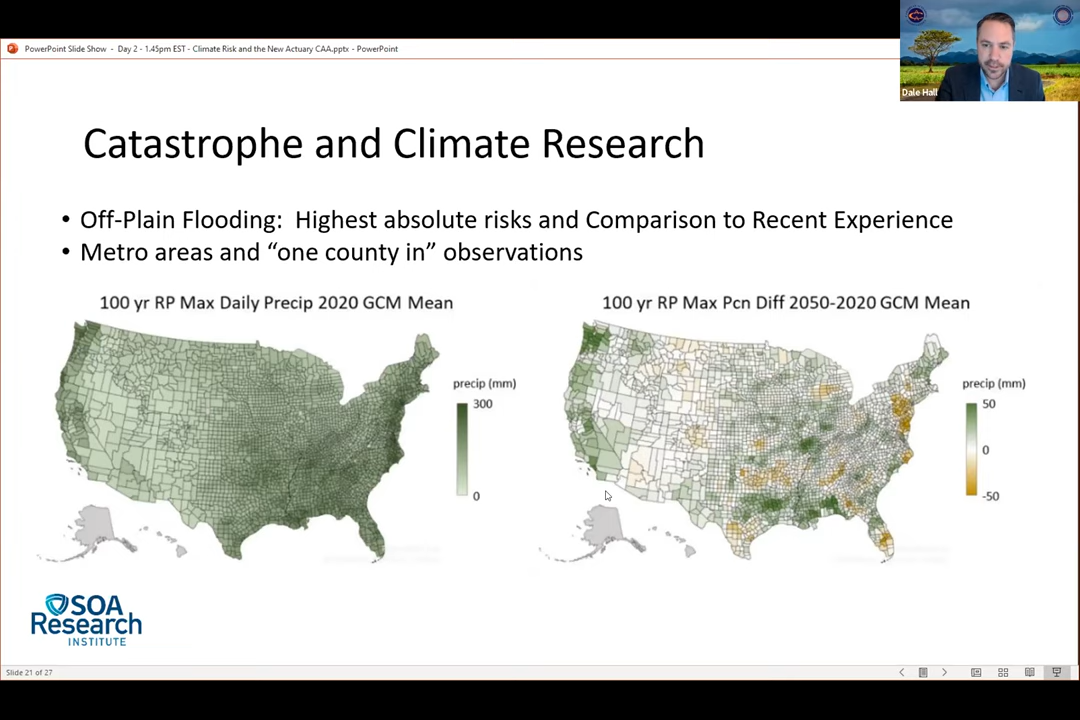 PowerPoint Slide Show - Day 2 - 1.45pm EST - Climate Risk and the New Actuary CAA.pptx - PowerPoint
Dale Hall
Catastrophe and Climate Research
• Off-Plain Flooding: Highest absolute risks and Comparison to Recent Experience
• Metro areas and “one county in” observations
100 yr RP Max Daily Precip 2020 GCM Mean
precip (mm)
300
0
100 yr RP Max Pcn Diff 2050-2020 GCM Mean
precip (mm)
50
0
-50
SOA
Research
INSTITUTE
Slide 21 of 27